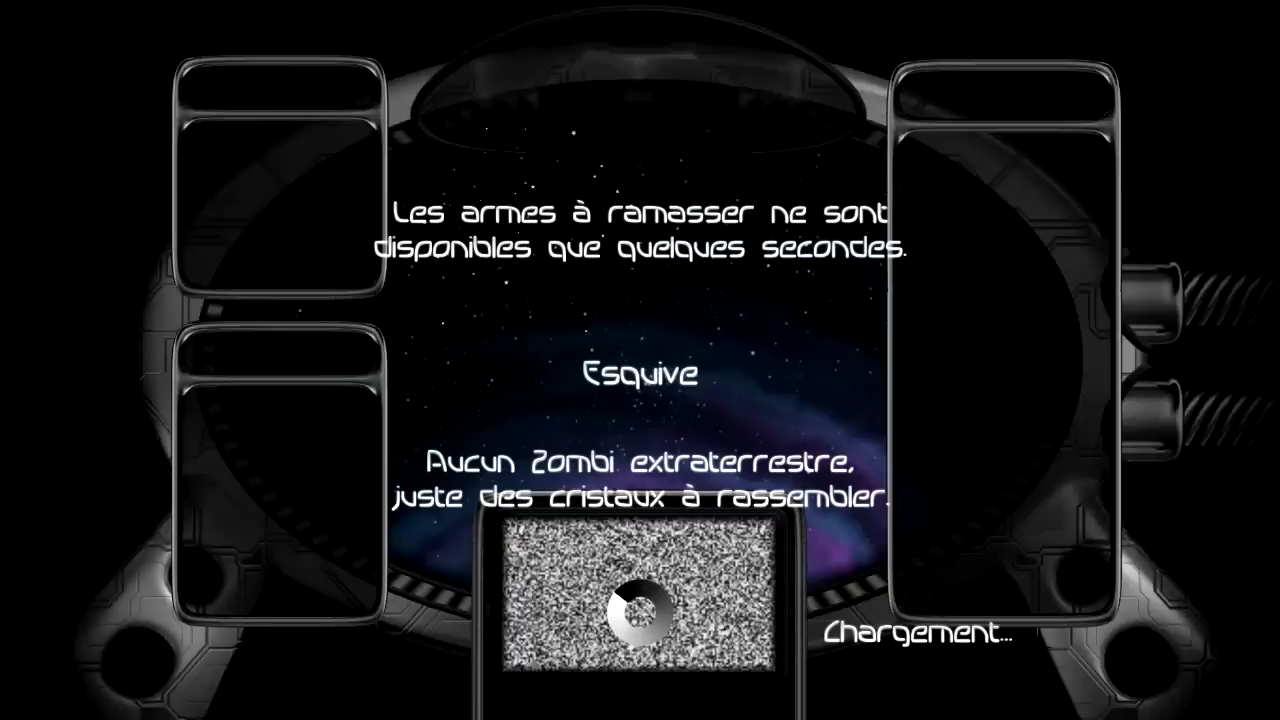 Les armes à ramasser ne sont
disponibles que quelques secondes.
Esquive
Aucun Zombi extraterrestre,
juste des cristaux à rassembler.
Chargement...